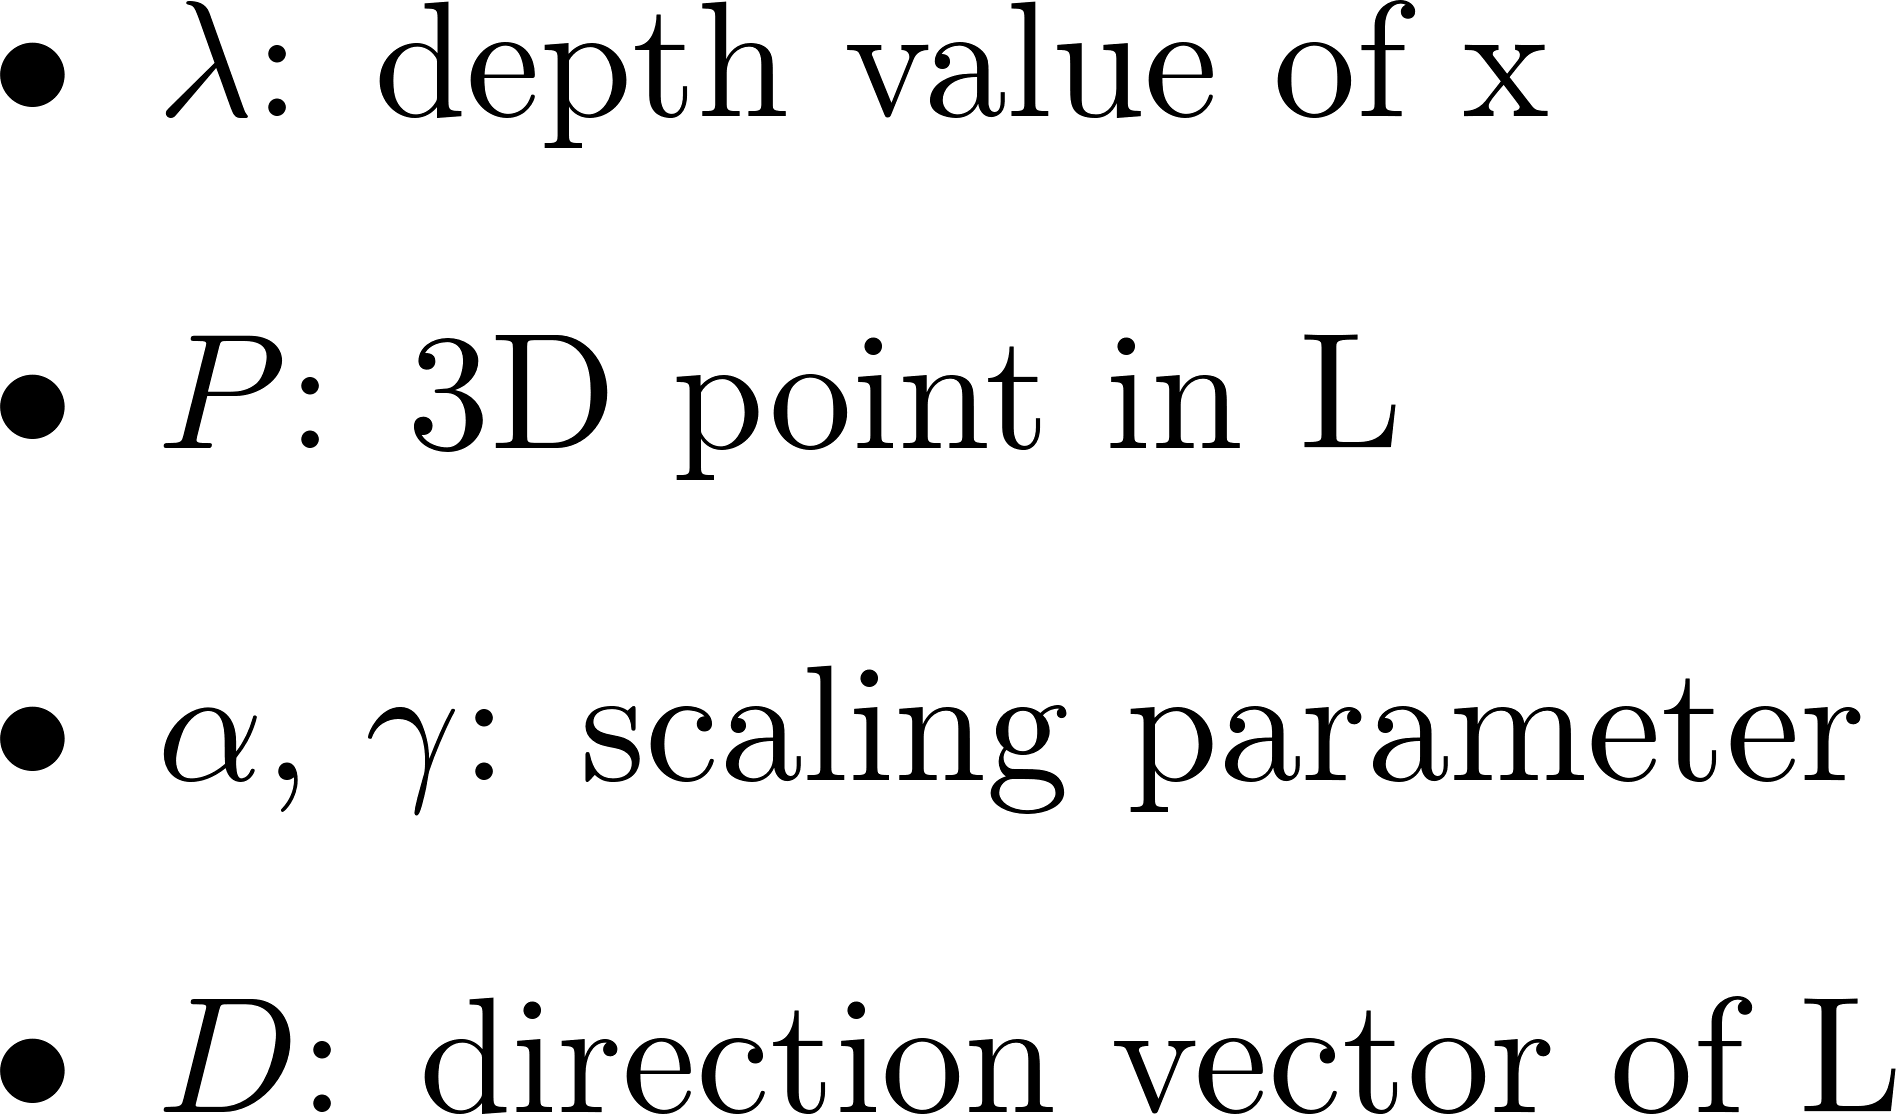 • λ: depth value of x
• P: 3D point in L
• α, γ: scaling parameter
• D: direction vector of L